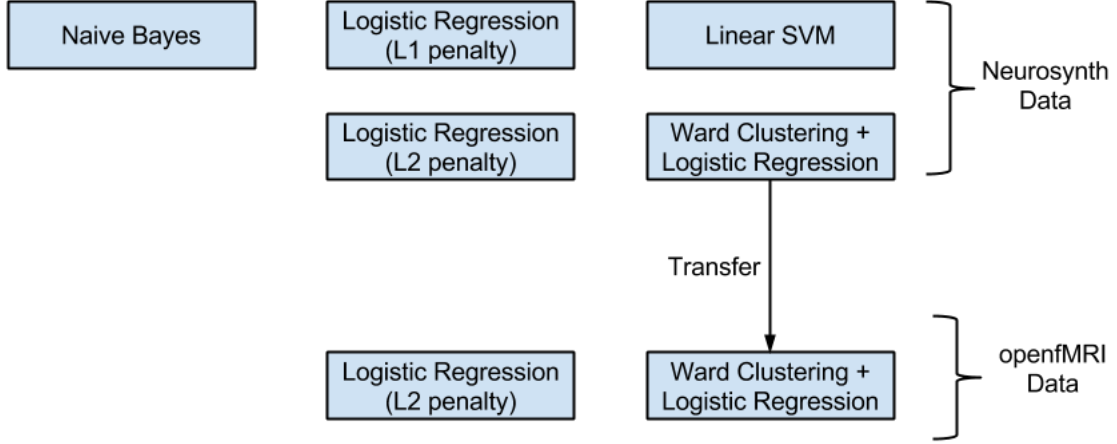 Naive Bayes
Logistic Regression
(L1 penalty)
Linear SVM
Neurosynth
Data
Logistic Regression
(L2 penalty)
Ward Clustering +
Logistic Regression
Transfer
Logistic Regression
(L2 penalty)
Ward Clustering +
Logistic Regression
openfMRI
Data